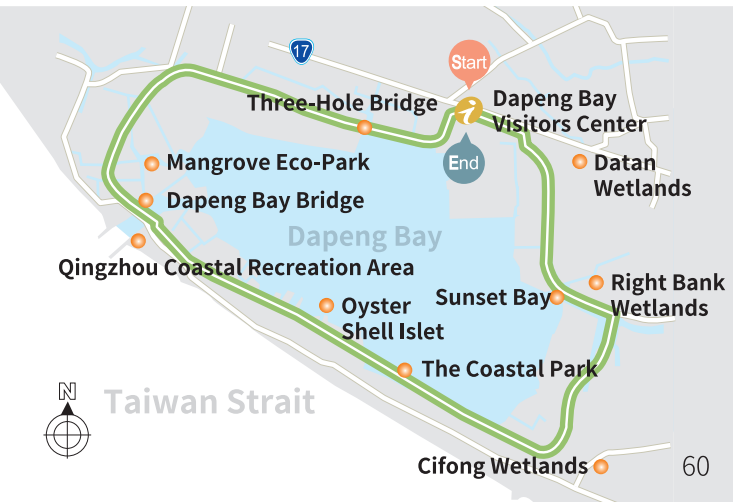 17
Start
Three-Hole Bridge
Dapeng Bay
Visitors Center
End
Mangrove Eco-Park
Datan
Wetlands
Dapeng Bay Bridge
Dapeng Bay
Qingzhou Coastal Recreation Area
Right Bank
Wetlands
Sunset Bay
Oyster
Shell Islet
The Coastal Park
N
Taiwan Strait
Cifong Wetlands
60